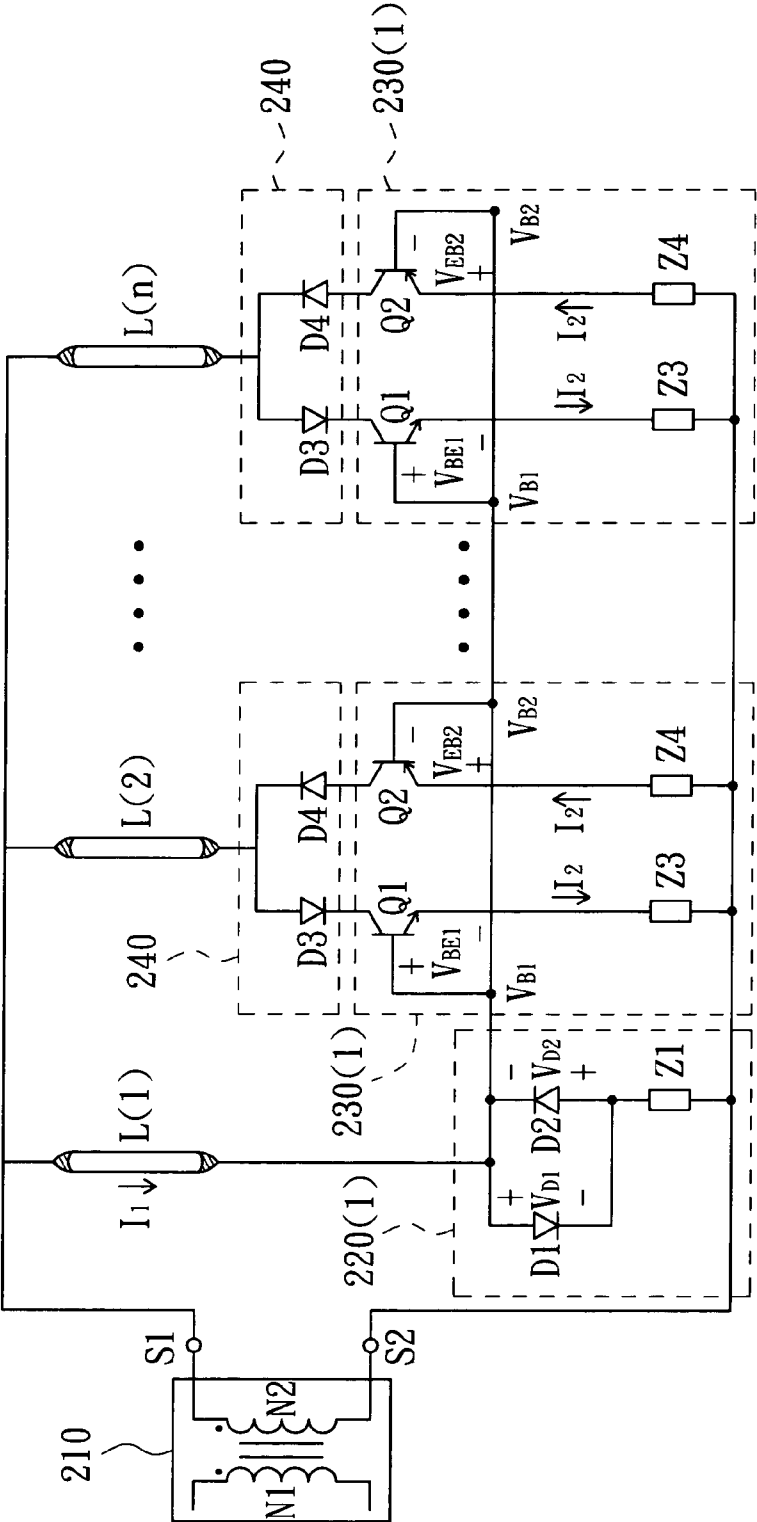 240
230(1)
L(n)
D3
D4
Q1
Q2
+
VBE1
-
-
VEB2
+
VB1
VB2
I2
I2
Z3
Z4
L(2)
240
D3
D4
Q1
Q2
+
VBE1
-
-
VEB2
+
VB1
VB2
I2
I2
Z3
Z4
230(1)
L(1)
I1
220(1)
D1
+
VD1
-
D2
-
VD2
+
Z1
210
N1
N2
S1
S2